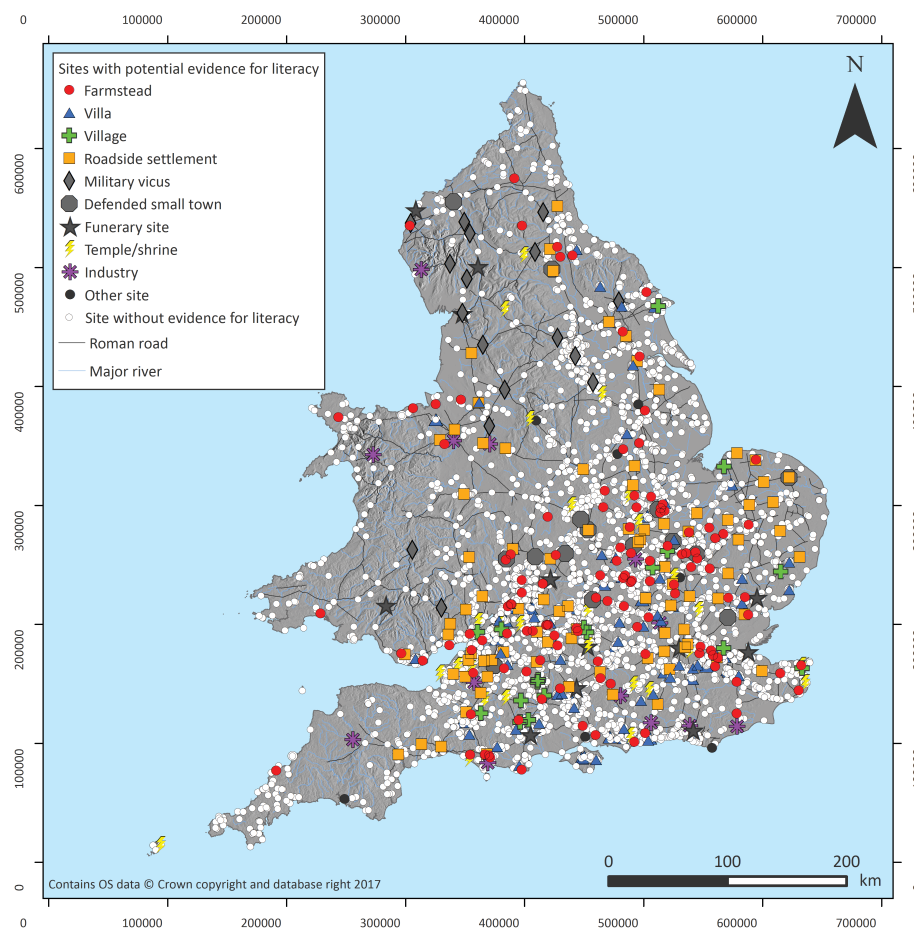 0 100000 200000 300000 400000 500000 600000 700000
N
Sites with potential evidence for literacy
Farmstead
Villa
Village
Roadside settlement
Military vicus
Defended small town
Funerary site
Temple/shrine
Industry
Other site
Site without evidence for literacy
Roman road
Major river
600000
500000
400000
300000
200000
100000
0
0 100 200
km
Contains OS data © Crown copyright and database right 2017
0 100000 200000 300000 400000 500000 600000 700000